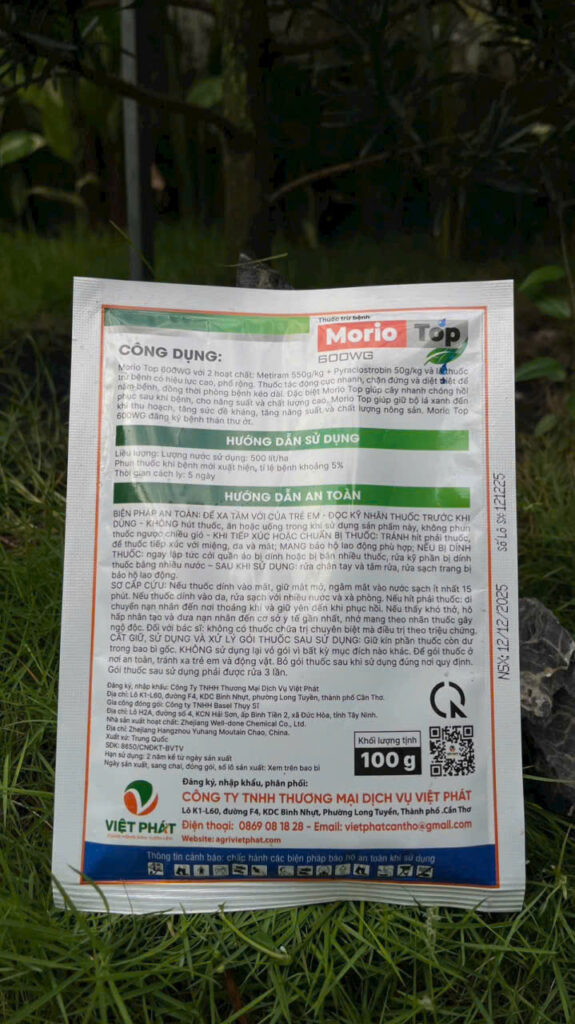 Thuốc trừ bệnh
Morio Top
600WG
CÔNG DỤNG:
Morio Top 600WG với 2 hoạt chất: Metiram 550g/kg + Pyraclostrobin 50g/kg và là thuốc
trừ bệnh có hiệu lực cao, phổ rộng. Thuốc tác động cực nhanh, chặn đứng và diệt triệt để
nấm bệnh, đồng thời phòng bệnh kéo dài. Đặc biệt Morio Top giúp cây nhanh chóng hồi
phục sau khi bệnh, cho năng suất và chất lượng cao. Morio Top giúp giữ bộ lá xanh đến
khi thu hoạch, tăng sức đề kháng, tăng năng suất và chất lượng nông sản. Morio Top
600WG đăng ký bệnh thán thư ớt.
HƯỚNG DẪN SỬ DỤNG
Liều lượng: Lượng nước sử dụng: 500 lít/ha
Phun thuốc khi bệnh mới xuất hiện, tỉ lệ bệnh khoảng 5%
Thời gian cách ly: 5 ngày
HƯỚNG DẪN AN TOÀN
BIỆN PHÁP AN TOÀN: ĐỂ XA TẦM VỚI CỦA TRẺ EM - ĐỌC KỸ NHÃN THUỐC TRƯỚC KHI
DÙNG - KHÔNG hút thuốc, ăn hoặc uống trong khi sử dụng sản phẩm này, không phun
thuốc ngược chiều gió - KHI TIẾP XÚC HOẶC CHUẨN BỊ THUỐC: TRÁNH hít phải thuốc,
để thuốc tiếp xúc với miệng, da và mắt; MANG bảo hộ lao động phù hợp; NẾU BỊ DÍNH
THUỐC: ngay lập tức cởi quần áo bị dính hoặc bị bắn nhiều thuốc, rửa kỹ phần bị dính
thuốc bằng nhiều nước – SAU KHI SỬ DỤNG: rửa chân tay và tắm rửa, rửa sạch trang bị
bảo hộ lao động.
SƠ CẤP CỨU: Nếu thuốc dính vào mắt, giữ mắt mở, ngâm mắt vào nước sạch ít nhất 15
phút. Nếu thuốc dính vào da, rửa sạch với nhiều nước và xà phòng. Nếu hít phải thuốc: di
chuyển nạn nhân đến nơi thoáng khí và giữ yên đến khi phục hồi. Nếu thấy khó thở, hô
hấp nhân tạo và đưa nạn nhân đến cơ sở y tế gần nhất, nhớ mang theo nhãn thuốc gây
ngộ độc. Đối với bác sĩ: không có thuốc chữa trị chuyên biệt mà điều trị theo triệu chứng.
CẤT GIỮ, SỬ DỤNG VÀ XỬ LÝ GÓI THUỐC SAU SỬ DỤNG: Giữ kín phần thuốc còn dư
trong bao bì gốc. KHÔNG sử dụng lại vỏ gói vì bất kỳ mục đích nào khác. Để gói thuốc ở
nơi an toàn, tránh xa trẻ em và động vật. Bỏ gói thuốc sau khi sử dụng đúng nơi quy định.
Gói thuốc sau sử dụng phải được rửa 3 lần.
NSX: 12/12/2025 Số Lô SX: 121225
Đăng ký, nhập khẩu: Công Ty TNHH Thương Mại Dịch Vụ Việt Phát
Địa chỉ: Lô K1-L60, đường F4, KDC Bình Nhựt, phường Long Tuyền, thành phố Cần Thơ.
Gia công đóng gói: Công ty TNHH Basel Thụy Sĩ
Địa chỉ: Lô H2A, đường số 4, KCN Hải Sơn, ấp Bình Tiền 2, xã Đức Hòa, tỉnh Tây Ninh.
Nhà sản xuất hoạt chất: Zhejiang Well-done Chemical Co., Ltd.
Địa chỉ: Zhejiang Hangzhou Yuhang Moutain Chao, China.
Xuất xứ: Trung Quốc
SĐK: 8650/CNĐKT-BVTV
Hạn sử dụng: 2 năm kể từ ngày sản xuất
Ngày sản xuất, sang chai, đóng gói, số lô sản xuất: Xem trên bao bì
Khối lượng tịnh
100 g
VIỆT PHÁT
Đăng ký, nhập khẩu, phân phối:
CÔNG TY TNHH THƯƠNG MẠI DỊCH VỤ VIỆT PHÁT
Lô K1-L60, đường F4, KDC Bình Nhựt, Phường Long Tuyền, Thành phố .Cần Thơ
Điện thoại: 0869 08 18 28 - Email: vietphatcantho@gmail.com
Website: agrivietphat.com
Thông tin cảnh báo: chấp hành các biện pháp bảo hộ an toàn khi sử dụng